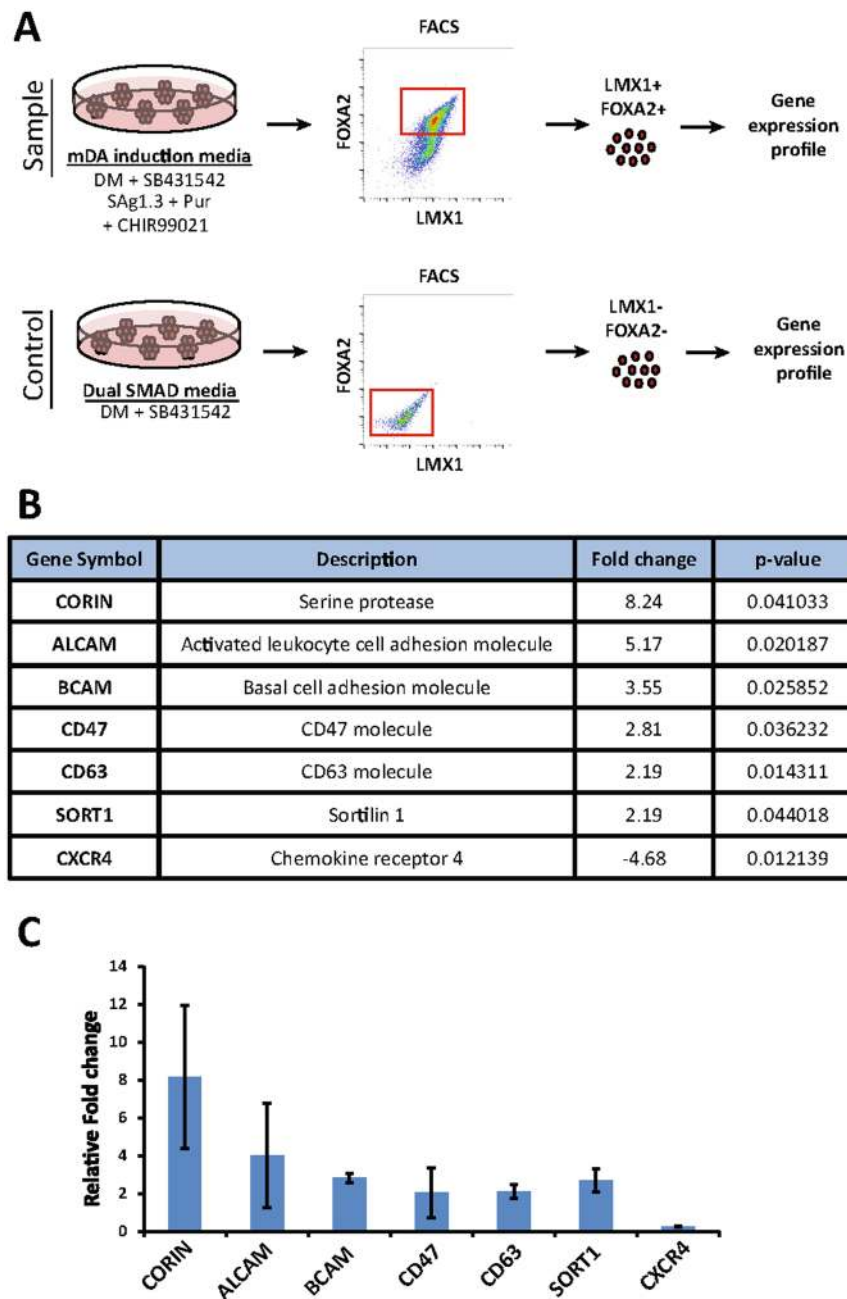 A
Sample
mDA induction media
DM + SB431542
SAg1.3 + Pur
+ CHIR99021
FACS
FOXA2
LMX1
LMX1+
FOXA2+
Gene
expression
profile
Control
Dual SMAD media
DM + SB431542
FACS
FOXA2
LMX1
LMX1-
FOXA2-
Gene
expression
profile
B
Gene Symbol Description Fold change p-value
CORIN Serine protease 8.24 0.041033
ALCAM Activated leukocyte cell adhesion molecule 5.17 0.020187
BCAM Basal cell adhesion molecule 3.55 0.025852
CD47 CD47 molecule 2.81 0.036232
CD63 CD63 molecule 2.19 0.014311
SORT1 Sortilin 1 2.19 0.044018
CXCR4 Chemokine receptor 4 -4.68 0.012139
C
Relative Fold change
14
12
10
8
6
4
2
0
CORIN ALCAM BCAM CD47 CD63 SORT1 CXCR4